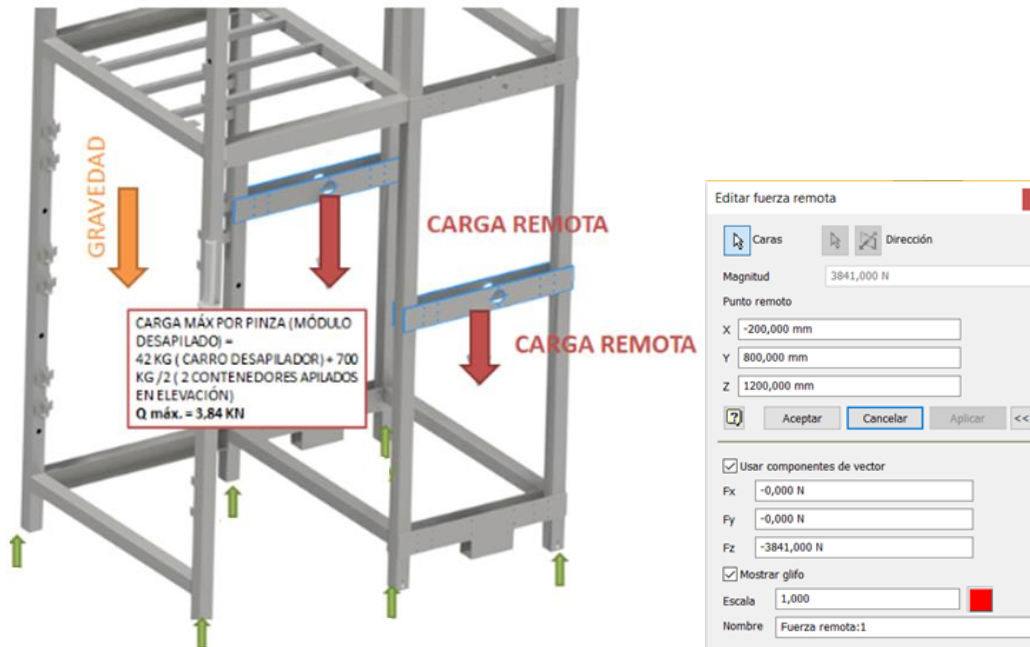 GRAVEDAD
CARGA REMOTA
CARGA REMOTA
CARGA MÁX POR PINZA (MÓDULO
DESAPILADO) =
42 KG ( CARRO DESAPILADOR) + 700
KG /2 ( 2 CONTENEDORES APILADOS
EN ELEVACIÓN)
Q máx. = 3,84 KN
Editar fuerza remota
Caras
Dirección
Magnitud 3841,000 N
Punto remoto
X -200,000 mm
Y 800,000 mm
Z 1200,000 mm
? Aceptar Cancelar Aplicar <<
Usar componentes de vector
Fx -0,000 N
Fy -0,000 N
Fz -3841,000 N
Mostrar glifo
Escala 1,000
Nombre Fuerza remota:1